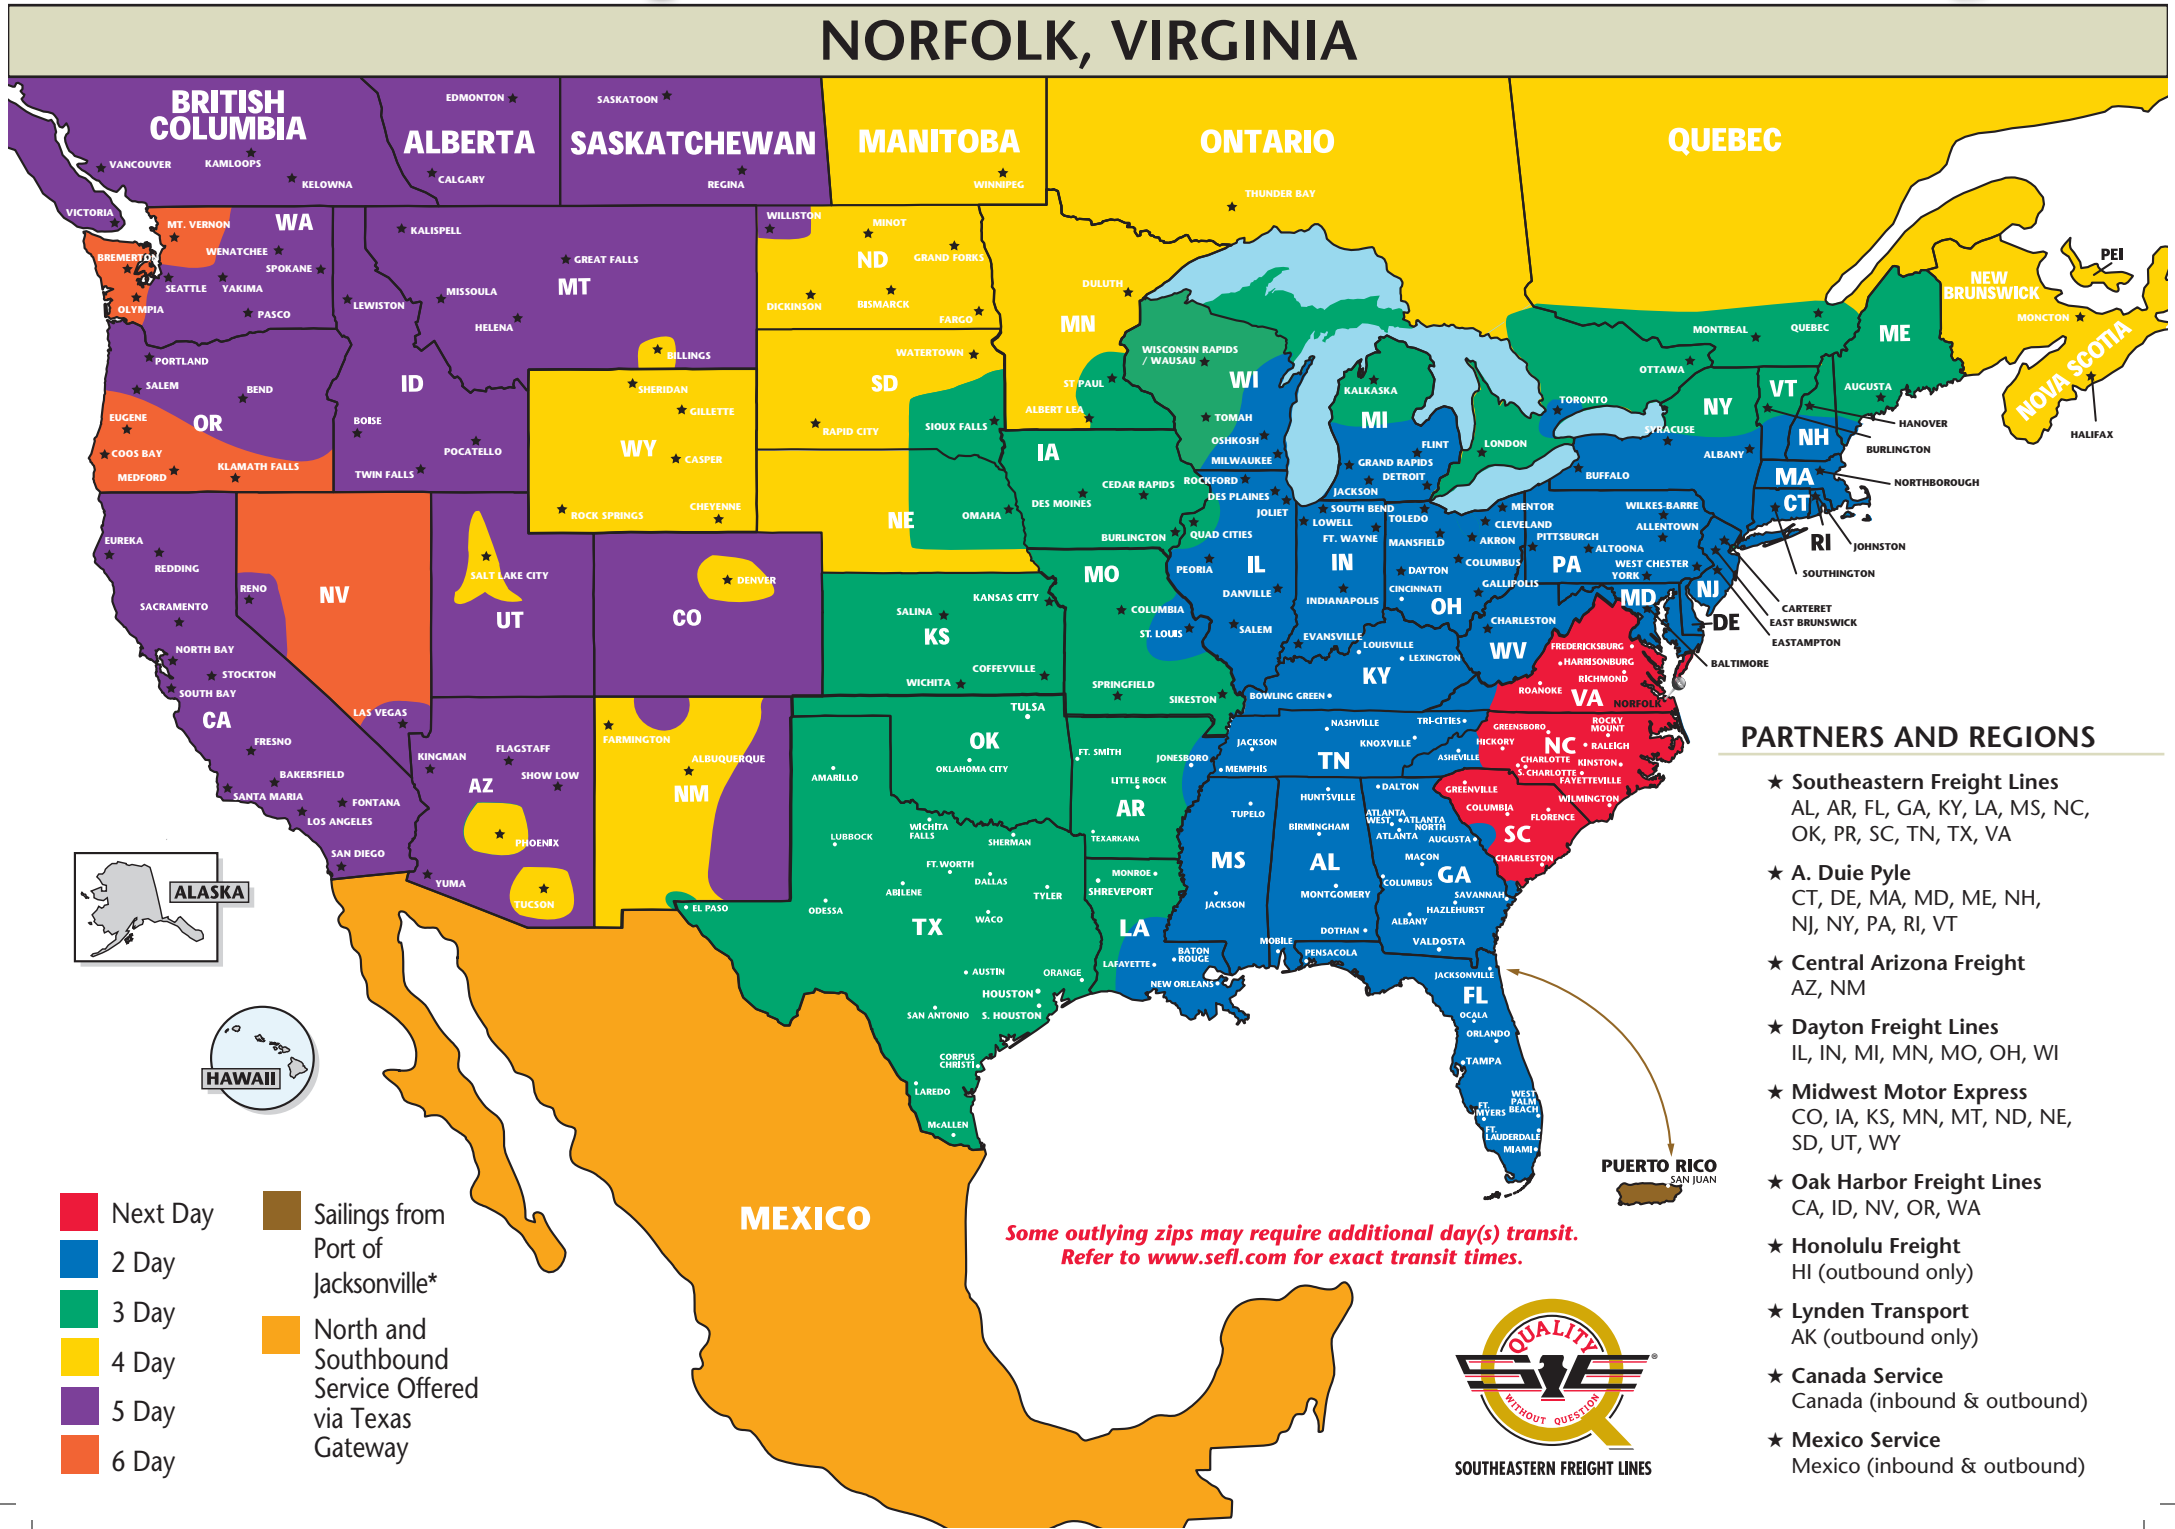 NORFOLK, VIRGINIA
BRITISH
COLUMBIA
VANCOUVER
KAMLOOPS
KELOWNA
VICTORIA
EDMONTON
ALBERTA
CALGARY
SASKATOON
SASKATCHEWAN
REGINA
MANITOBA
WINNIPEG
ONTARIO
THUNDER BAY
QUEBEC
MT. VERNON
WA
WENATCHEE
BREMERTON
SPOKANE
SEATTLE
YAKIMA
OLYMPIA
PASCO
PORTLAND
SALEM
BEND
EUGENE
OR
COOS BAY
MEDFORD
KLAMATH FALLS
LEWISTON
ID
BOISE
POCATELLO
TWIN FALLS
KALISPELL
GREAT FALLS
MT
MISSOULA
HELENA
BILLINGS
WILLISTON
MINOT
ND
GRAND FORKS
DICKINSON
BISMARCK
FARGO
WATERTOWN
SD
RAPID CITY
SIOUX FALLS
SHERIDAN
GILLETTE
WY
CASPER
ROCK SPRINGS
CHEYENNE
NE
OMAHA
DULUTH
MN
ST PAUL
ALBERT LEA
WISCONSIN RAPIDS
/ WAUSAU
WI
TOMAH
OSHKOSH
MILWAUKEE
KALKASKA
MI
FLINT
GRAND RAPIDS
DETROIT
JACKSON
IA
CEDAR RAPIDS
DES MOINES
BURLINGTON
ROCKFORD
DES PLAINES
JOLIET
QUAD CITIES
PEORIA
IL
DANVILLE
SALEM
SOUTH BEND
LOWELL
FT. WAYNE
IN
INDIANAPOLIS
EVANSVILLE
TOLEDO
MENTOR
CLEVELAND
AKRON
MANSFIELD
COLUMBUS
DAYTON
CINCINNATI
GALLIPOLIS
OH
LONDON
TORONTO
OTTAWA
MONTREAL
QUEBEC
ME
AUGUSTA
VT
NY
SYRACUSE
ALBANY
BUFFALO
NH
MA
CT
RI
HANOVER
BURLINGTON
NORTHBOROUGH
JOHNSTON
SOUTHINGTON
NEW
BRUNSWICK
MONCTON
PEI
NOVA SCOTIA
HALIFAX
WILKES-BARRE
ALLENTOWN
PITTSBURGH
ALTOONA
PA
WEST CHESTER
YORK
NJ
MD
DE
CARTERET
EAST BRUNSWICK
EASTAMPTON
BALTIMORE
CHARLESTON
WV
FREDERICKSBURG
HARRISONBURG
RICHMOND
ROANOKE
VA
NORFOLK
LOUISVILLE
LEXINGTON
KY
BOWLING GREEN
NASHVILLE
TRI-CITIES
JACKSON
KNOXVILLE
TN
MEMPHIS
GREENSBORO
ROCKY
MOUNT
HICKORY
NC
RALEIGH
ASHEVILLE
CHARLOTTE
KINSTON
S. CHARLOTTE
FAYETTEVILLE
WILMINGTON
GREENVILLE
COLUMBIA
FLORENCE
SC
CHARLESTON
EUREKA
REDDING
SACRAMENTO
NORTH BAY
STOCKTON
SOUTH BAY
CA
FRESNO
BAKERSFIELD
SANTA MARIA
FONTANA
LOS ANGELES
SAN DIEGO
RENO
NV
LAS VEGAS
SALT LAKE CITY
UT
DENVER
CO
KINGMAN
FLAGSTAFF
AZ
SHOW LOW
PHOENIX
YUMA
TUCSON
FARMINGTON
ALBUQUERQUE
NM
KANSAS CITY
SALINA
KS
COFFEYVILLE
WICHITA
MO
COLUMBIA
ST. LOUIS
SPRINGFIELD
SIKESTON
TULSA
OK
OKLAHOMA CITY
FT. SMITH
JONESBORO
LITTLE ROCK
AR
TEXARKANA
AMARILLO
LUBBOCK
WICHITA
FALLS
SHERMAN
FT. WORTH
DALLAS
ABILENE
TYLER
EL PASO
ODESSA
WACO
TX
AUSTIN
ORANGE
HOUSTON
SAN ANTONIO
S. HOUSTON
CORPUS
CHRISTI
LAREDO
McALLEN
MONROE
SHREVEPORT
LA
LAFAYETTE
BATON
ROUGE
NEW ORLEANS
TUPELO
MS
JACKSON
HUNTSVILLE
BIRMINGHAM
AL
MONTGOMERY
DOTHAN
MOBILE
DALTON
ATLANTA
WEST
ATLANTA
NORTH
ATLANTA
AUGUSTA
MACON
GA
COLUMBUS
SAVANNAH
HAZLEHURST
ALBANY
VALDOSTA
PENSACOLA
JACKSONVILLE
FL
OCALA
ORLANDO
TAMPA
WEST
PALM
BEACH
FT.
MYERS
FT.
LAUDERDALE
MIAMI
PUERTO RICO
SAN JUAN
ALASKA
HAWAII
MEXICO
Next Day
2 Day
3 Day
4 Day
5 Day
6 Day
Sailings from
Port of
Jacksonville*
North and
Southbound
Service Offered
via Texas
Gateway
Some outlying zips may require additional day(s) transit.
Refer to www.sefl.com for exact transit times.
QUALITY
WITHOUT QUESTION
®
SOUTHEASTERN FREIGHT LINES
PARTNERS AND REGIONS
★ Southeastern Freight Lines
AL, AR, FL, GA, KY, LA, MS, NC,
OK, PR, SC, TN, TX, VA
★ A. Duie Pyle
CT, DE, MA, MD, ME, NH,
NJ, NY, PA, RI, VT
★ Central Arizona Freight
AZ, NM
★ Dayton Freight Lines
IL, IN, MI, MN, MO, OH, WI
★ Midwest Motor Express
CO, IA, KS, MN, MT, ND, NE,
SD, UT, WY
★ Oak Harbor Freight Lines
CA, ID, NV, OR, WA
★ Honolulu Freight
HI (outbound only)
★ Lynden Transport
AK (outbound only)
★ Canada Service
Canada (inbound & outbound)
★ Mexico Service
Mexico (inbound & outbound)